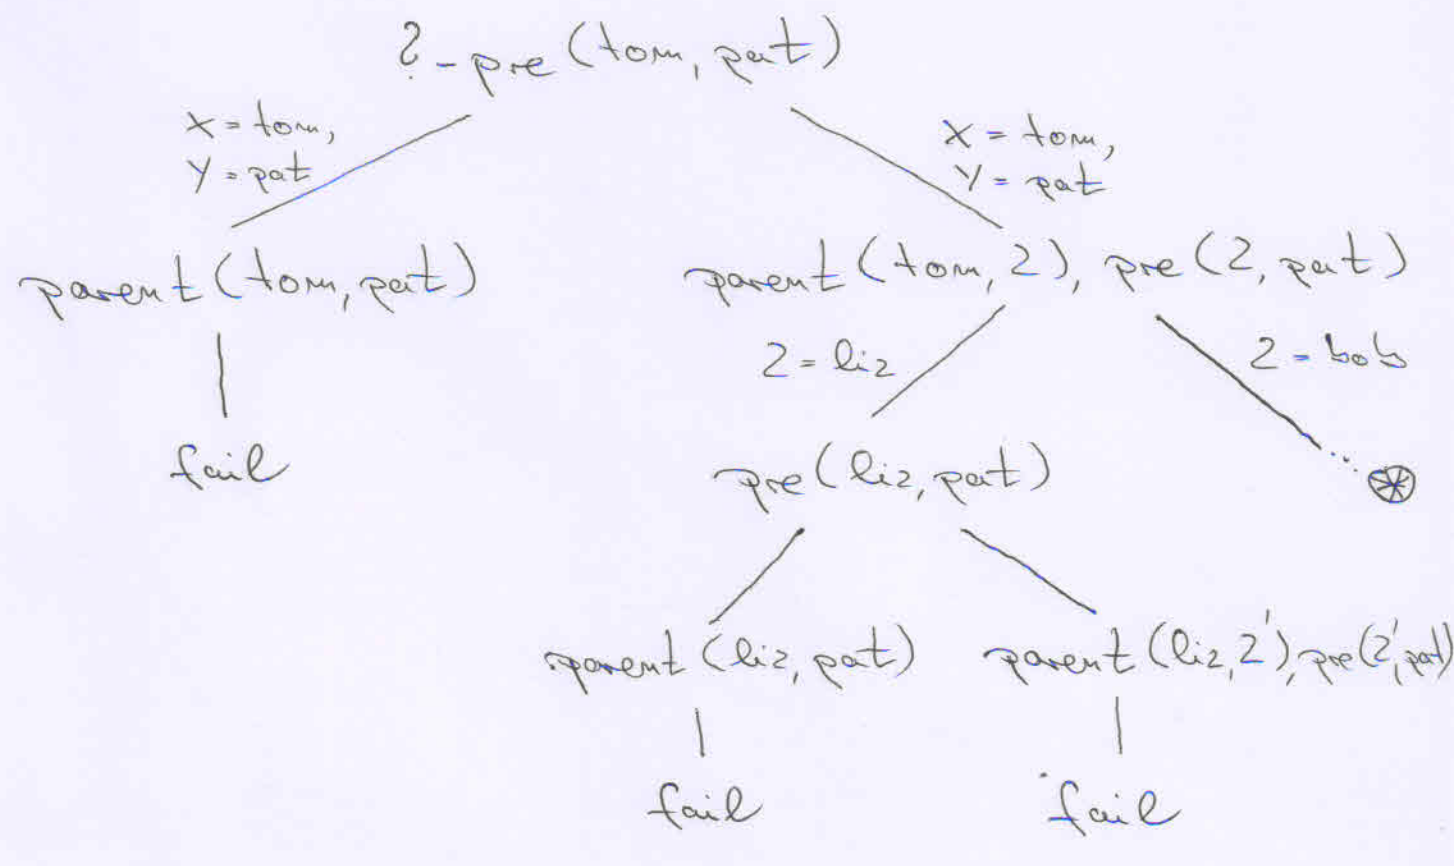 ?-pre(tom, pat)
X = tom,
Y = pat
X = tom,
Y = pat
parent(tom, pat)
parent(tom, Z), pre(Z, pat)
Z = liz
Z = bob
fail
pre(liz, pat)
parent(liz, pat)
parent(liz, Z'), pre(Z', pat)
fail
fail